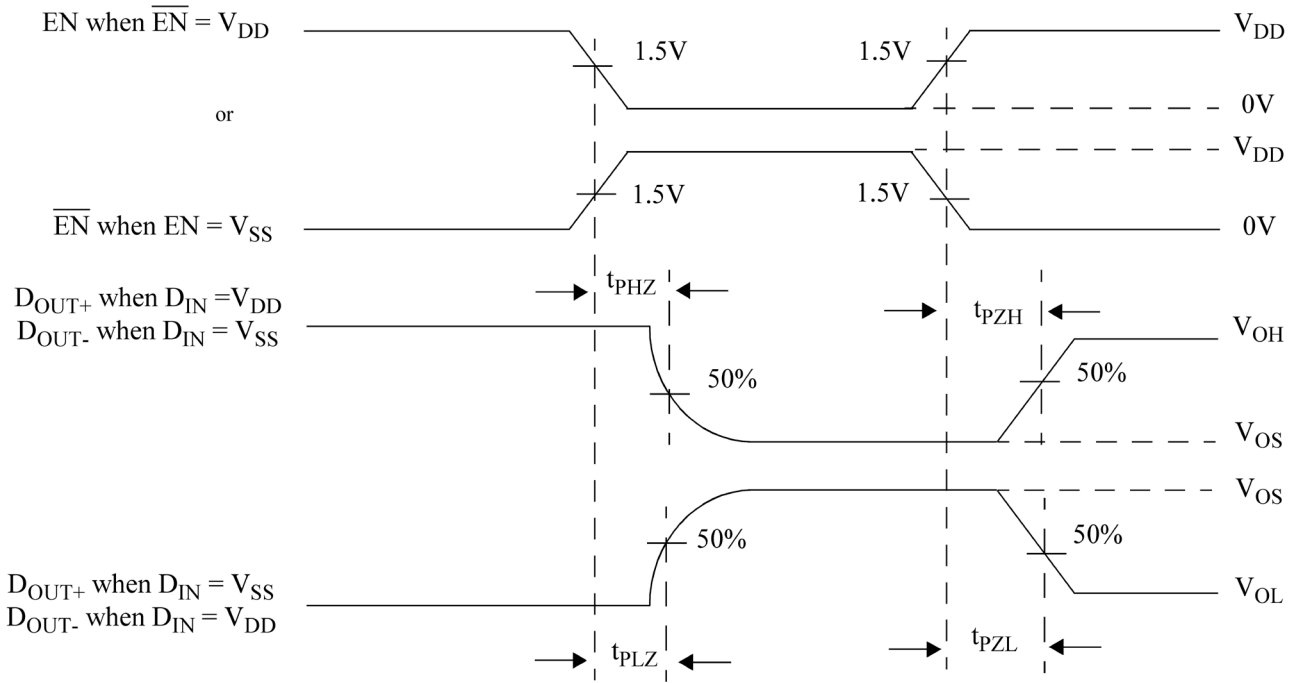 EN when E̅N̅ = VDD
1.5V
1.5V
VDD
0V
or
VDD
1.5V
1.5V
E̅N̅ when EN = VSS
0V
tPHZ
tPZH
DOUT+ when DIN =VDD
DOUT- when DIN = VSS
VOH
50%
50%
VOS
VOS
50%
50%
DOUT+ when DIN = VSS
DOUT- when DIN = VDD
VOL
tPLZ
tPZL